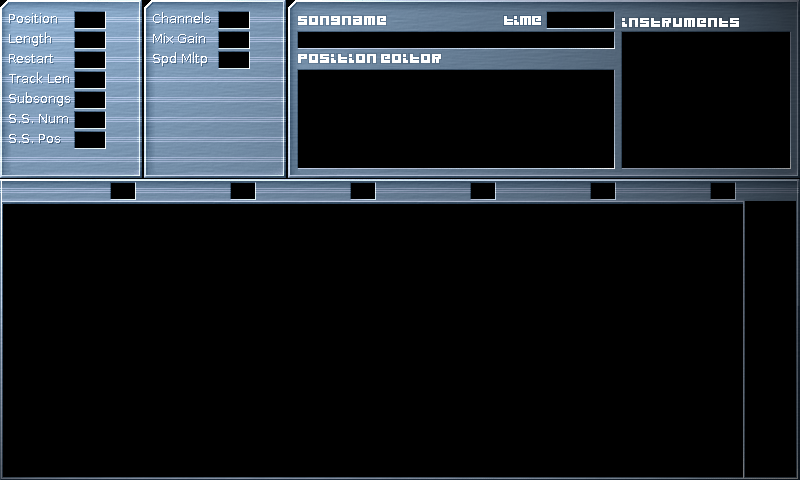 Position
Length
Restart
Track Len
Subsongs
S.S. Num
S.S. Pos
Channels
Mix Gain
Spd Mltp
songname
time
position editor
instruments